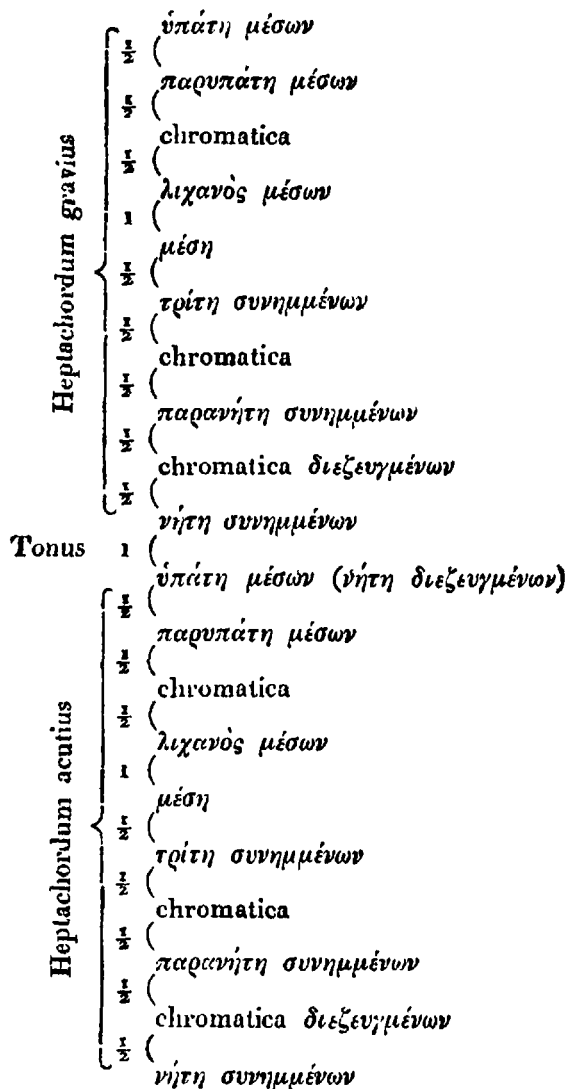 ὑπάτη μέσων
½ (
παρυπάτη μέσων
½ (
chromatica
½ (
λιχανὸς μέσων
1 (
μέση
½ (
τρίτη συνημμένων
½ (
chromatica
½ (
παρανήτη συνημμένων
½ (
chromatica διεζευγμένων
½ (
νήτη συνημμένων
Heptachordum gravius
Tonus 1 (
ὑπάτη μέσων (νήτη διεζευγμένων)
½ (
παρυπάτη μέσων
½ (
chromatica
½ (
λιχανὸς μέσων
1 (
μέση
½ (
τρίτη συνημμένων
½ (
chromatica
½ (
παρανήτη συνημμένων
½ (
chromatica διεζευγμένων
½ (
νήτη συνημμένων
Heptachordum acutius